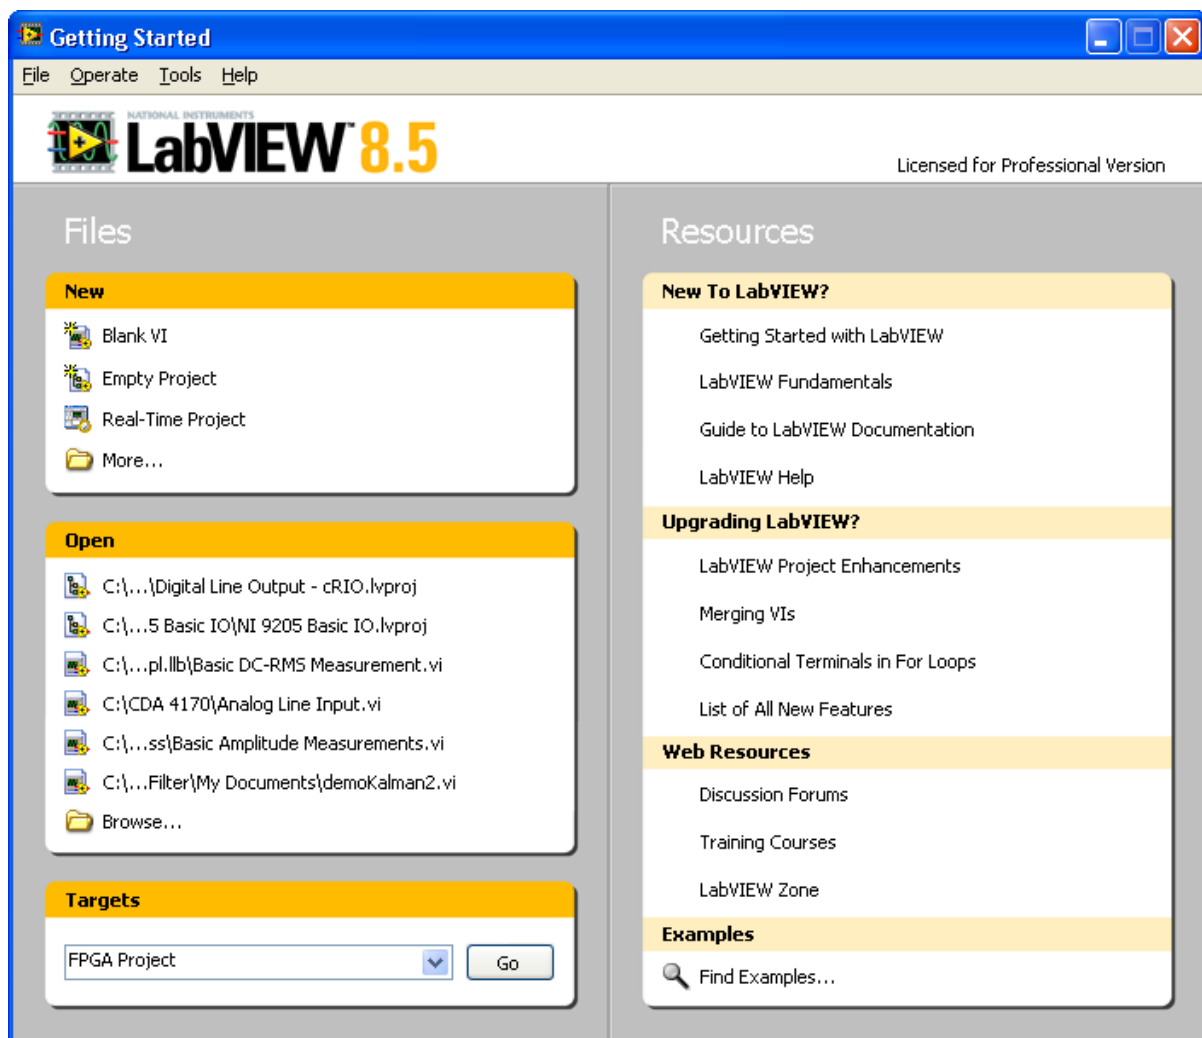 Getting Started
File Operate Tools Help
NATIONAL INSTRUMENTS
LabVIEW™ 8.5
Licensed for Professional Version
Files
New
Blank VI
Empty Project
Real-Time Project
More...
Open
C:\...\Digital Line Output - cRIO.lvproj
C:\...5 Basic IO\NI 9205 Basic IO.lvproj
C:\...pl.llb\Basic DC-RMS Measurement.vi
C:\CDA 4170\Analog Line Input.vi
C:\...ss\Basic Amplitude Measurements.vi
C:\...Filter\My Documents\demoKalman2.vi
Browse...
Targets
FPGA Project
Go
Resources
New To LabVIEW?
Getting Started with LabVIEW
LabVIEW Fundamentals
Guide to LabVIEW Documentation
LabVIEW Help
Upgrading LabVIEW?
LabVIEW Project Enhancements
Merging VIs
Conditional Terminals in For Loops
List of All New Features
Web Resources
Discussion Forums
Training Courses
LabVIEW Zone
Examples
Find Examples...